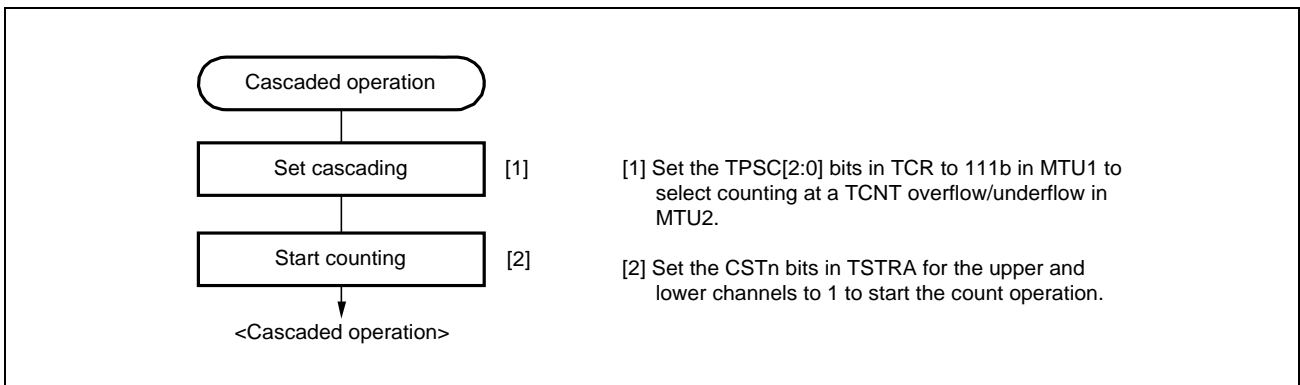 Cascaded operation
Set cascading
[1]
[1] Set the TPSC[2:0] bits in TCR to 111b in MTU1 to
select counting at a TCNT overflow/underflow in
MTU2.
Start counting
[2]
[2] Set the CSTn bits in TSTRA for the upper and
lower channels to 1 to start the count operation.
<Cascaded operation>